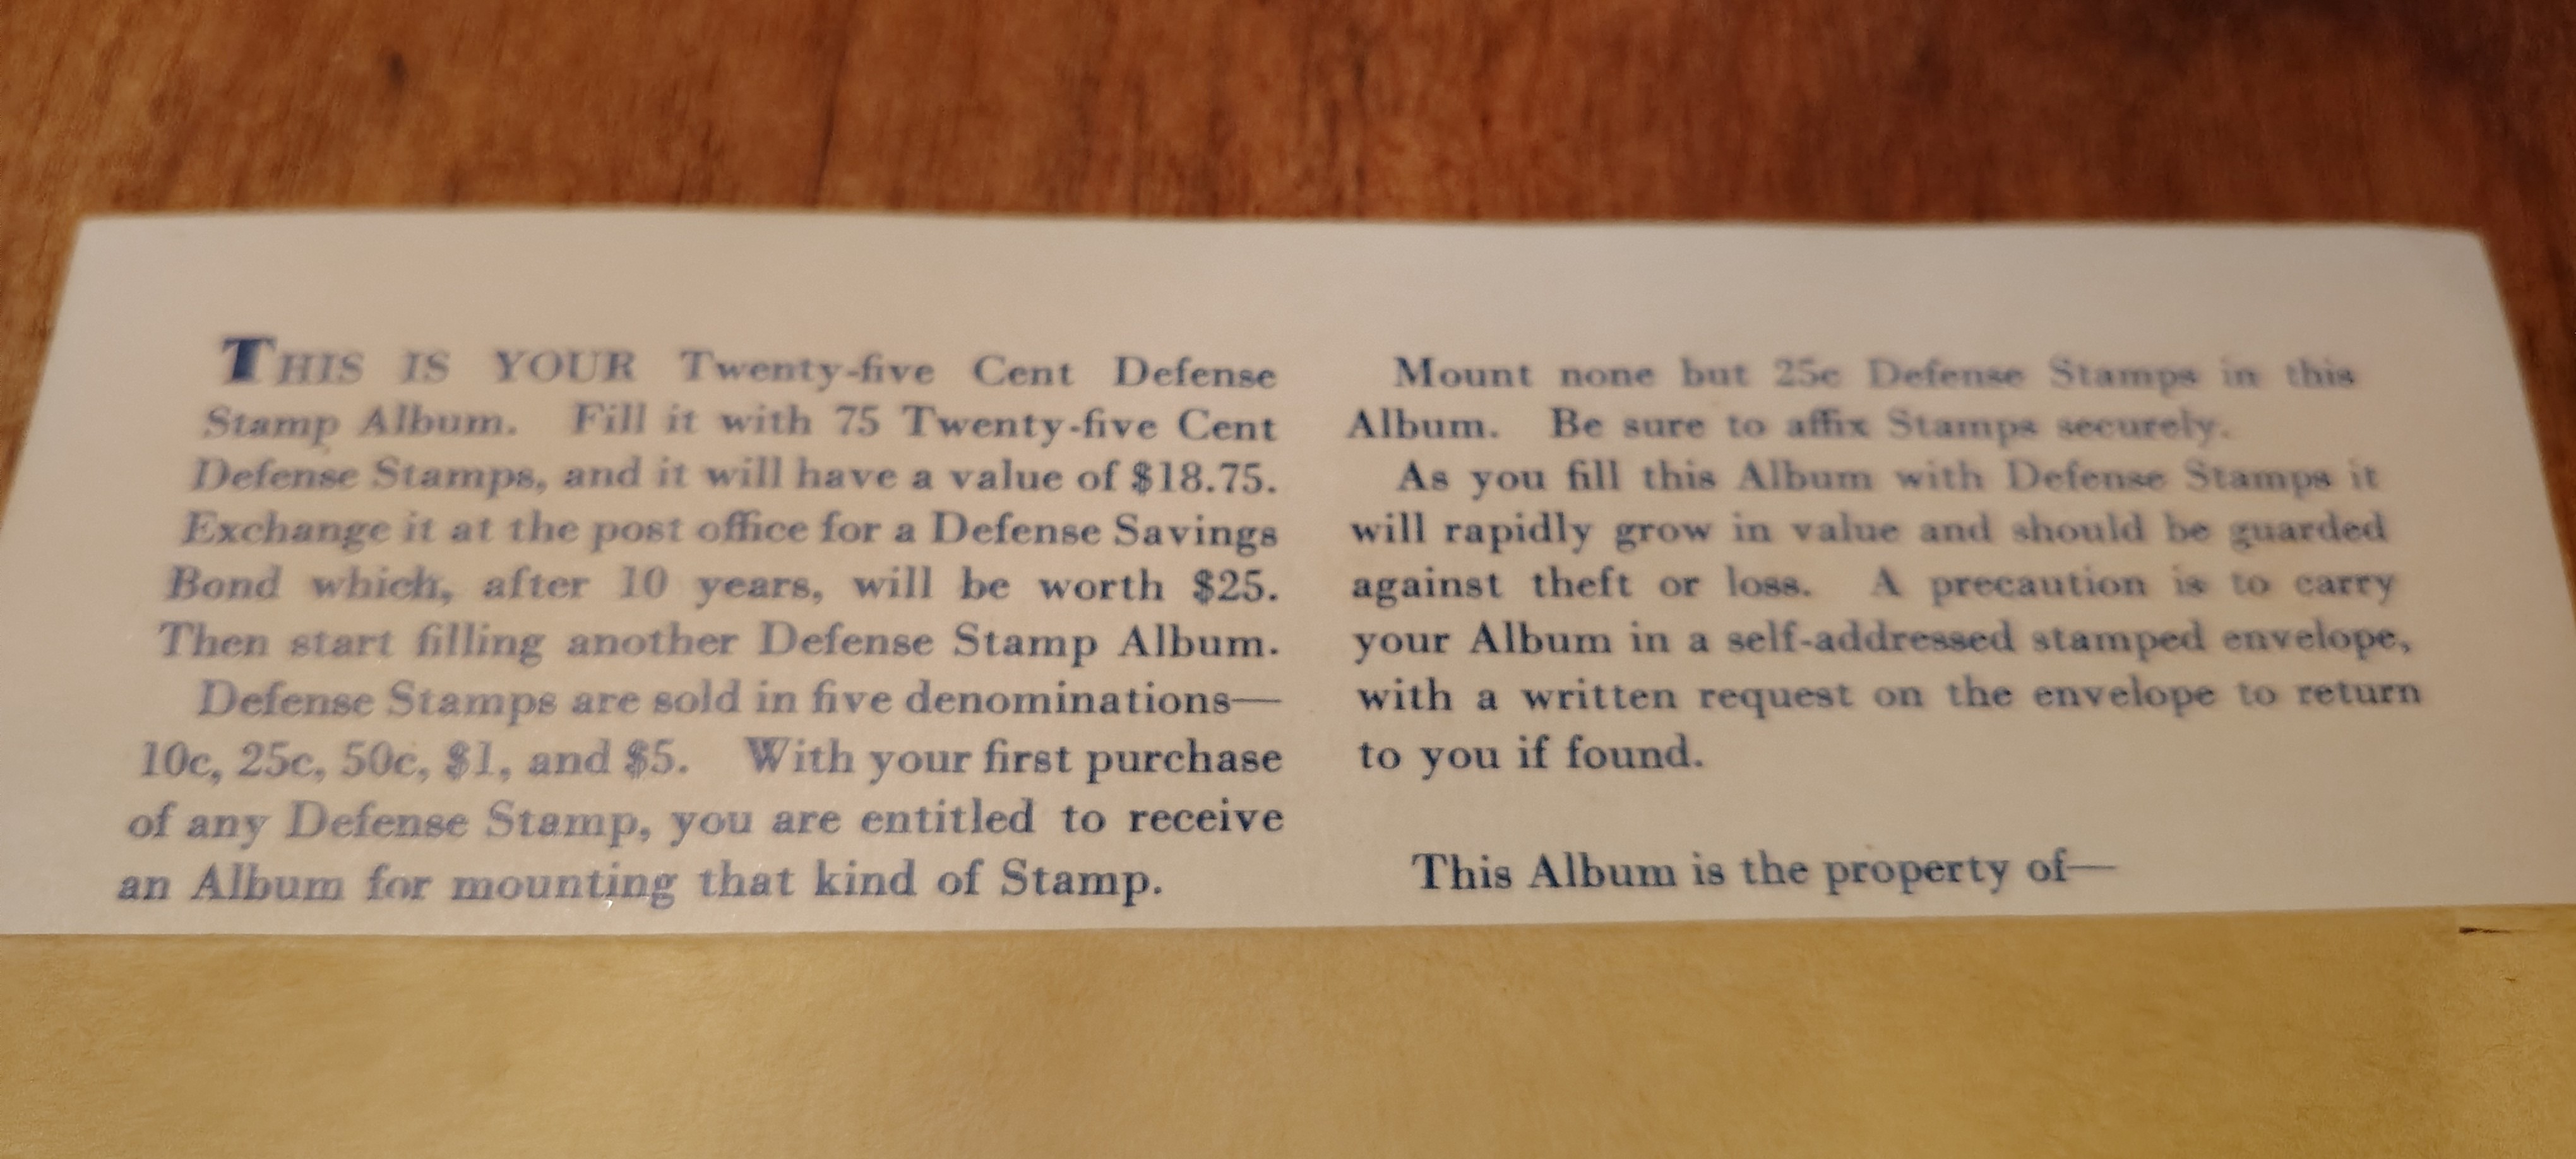 THIS IS YOUR Twenty-five Cent Defense
Stamp Album. Fill it with 75 Twenty-five Cent
Defense Stamps, and it will have a value of $18.75.
Exchange it at the post office for a Defense Savings
Bond which, after 10 years, will be worth $25.
Then start filling another Defense Stamp Album.
Defense Stamps are sold in five denominations—
10c, 25c, 50c, $1, and $5. With your first purchase
of any Defense Stamp, you are entitled to receive
an Album for mounting that kind of Stamp.
Mount none but 25c Defense Stamps in this
Album. Be sure to affix Stamps securely.
As you fill this Album with Defense Stamps it
will rapidly grow in value and should be guarded
against theft or loss. A precaution is to carry
your Album in a self-addressed stamped envelope,
with a written request on the envelope to return
to you if found.
This Album is the property of—